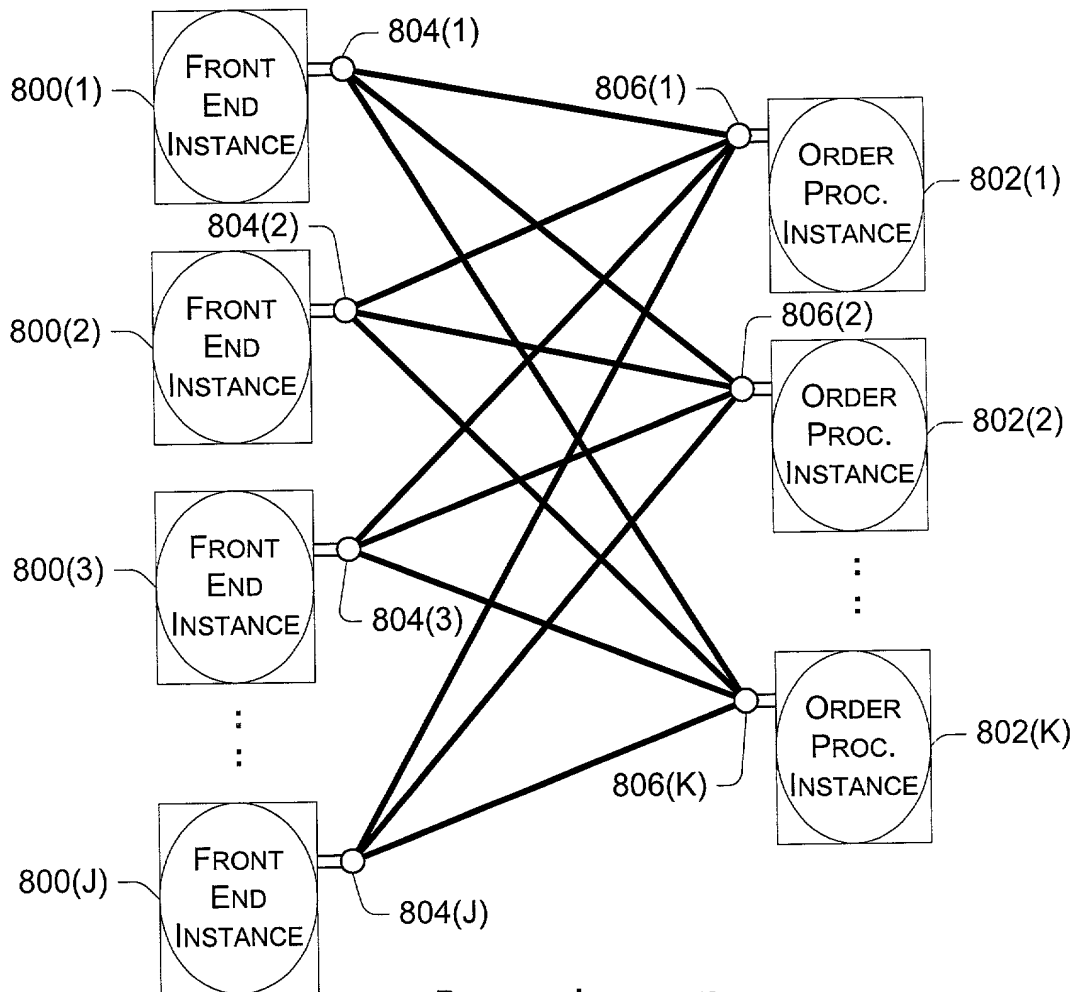 804(1)
FRONT
END
INSTANCE
800(1)
806(1)
ORDER
PROC.
INSTANCE
802(1)
804(2)
FRONT
END
INSTANCE
800(2)
806(2)
ORDER
PROC.
INSTANCE
802(2)
FRONT
END
INSTANCE
800(3)
804(3)
ORDER
PROC.
INSTANCE
802(K)
806(K)
FRONT
END
INSTANCE
800(J)
804(J)